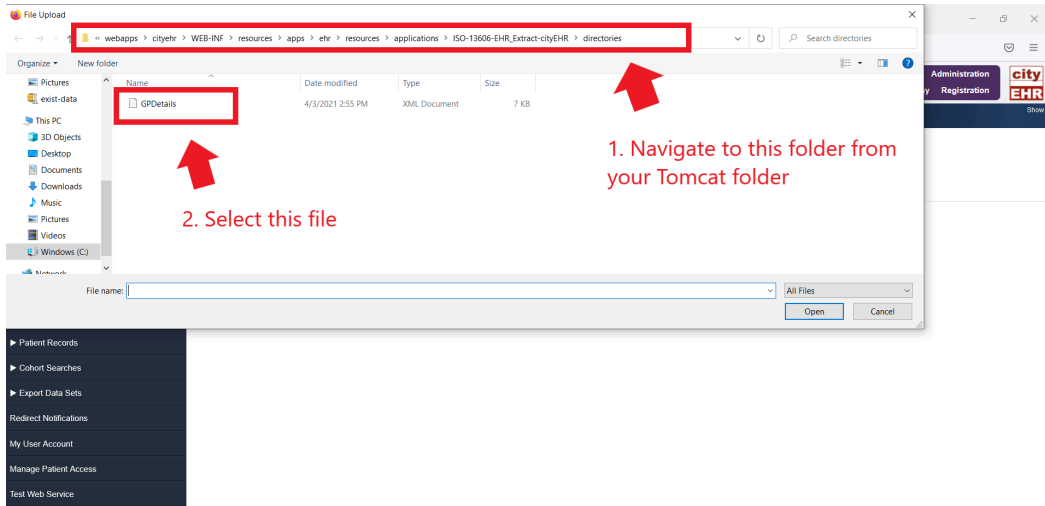 File Upload
« webapps > cityehr > WEB-INF > resources > apps > ehr > resources > applications > ISO-13606-EHR_Extract-cityEHR > directories
Search directories
Organize
New folder
Administration
Registration
city
EHR
Show
Pictures
exist-data
This PC
3D Objects
Desktop
Documents
Downloads
Music
Pictures
Videos
Windows (C:)
Network
Name
Date modified
Type
Size
GPDetails
4/3/2021 2:55 PM
XML Document
7 KB
1. Navigate to this folder from
your Tomcat folder
2. Select this file
File name:
All Files
Open
Cancel
Patient Records
Cohort Searches
Export Data Sets
Redirect Notifications
My User Account
Manage Patient Access
Test Web Service